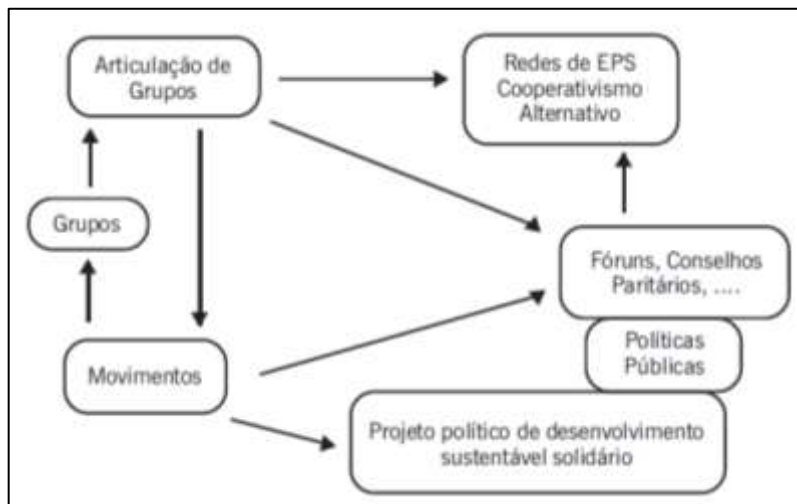 Articulação de
Grupos
Redes de EPS
Cooperativismo
Alternativo
Grupos
Fóruns, Conselhos
Paritários, ....
Políticas
Públicas
Movimentos
Projeto político de desenvolvimento
sustentável solidário